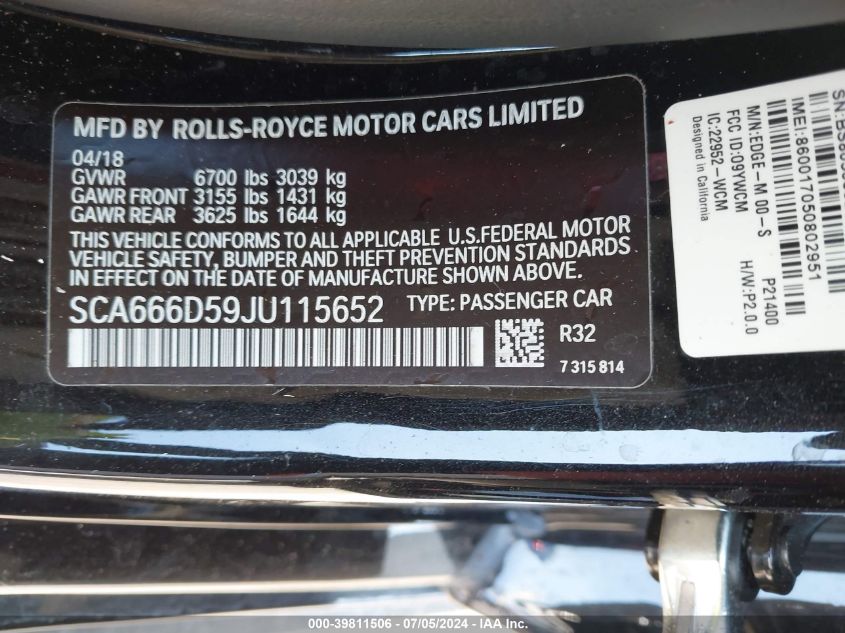 MFD BY ROLLS-ROYCE MOTOR CARS LIMITED
04/18
GVWR 6700 lbs 3039 kg
GAWR FRONT 3155 lbs 1431 kg
GAWR REAR 3625 lbs 1644 kg
THIS VEHICLE CONFORMS TO ALL APPLICABLE U.S.FEDERAL MOTOR
VEHICLE SAFETY, BUMPER AND THEFT PREVENTION STANDARDS
IN EFFECT ON THE DATE OF MANUFACTURE SHOWN ABOVE.
SCA666D59JU115652 TYPE: PASSENGER CAR
R32
7 315 814
IMEI:860017050802951
M/N:EDGE-M 00-S P21400
FCC ID:O9YWCM H/W:P2.0.0
IC:22952-WCM
Designed in California
000-39811506 / 07/05/2024 - IAA Inc.